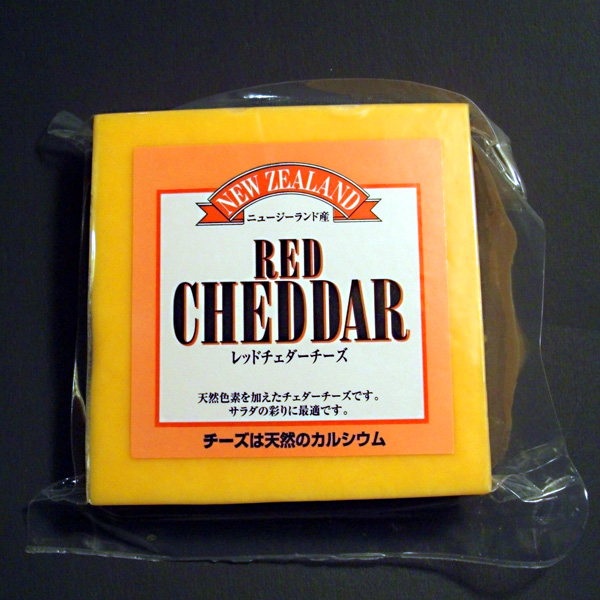 NEW ZEALAND
ニュージーランド産
RED
CHEDDAR
レッドチェダーチーズ
天然色素を加えたチェダーチーズです。
サラダの彩りに最適です。
チーズは天然のカルシウム